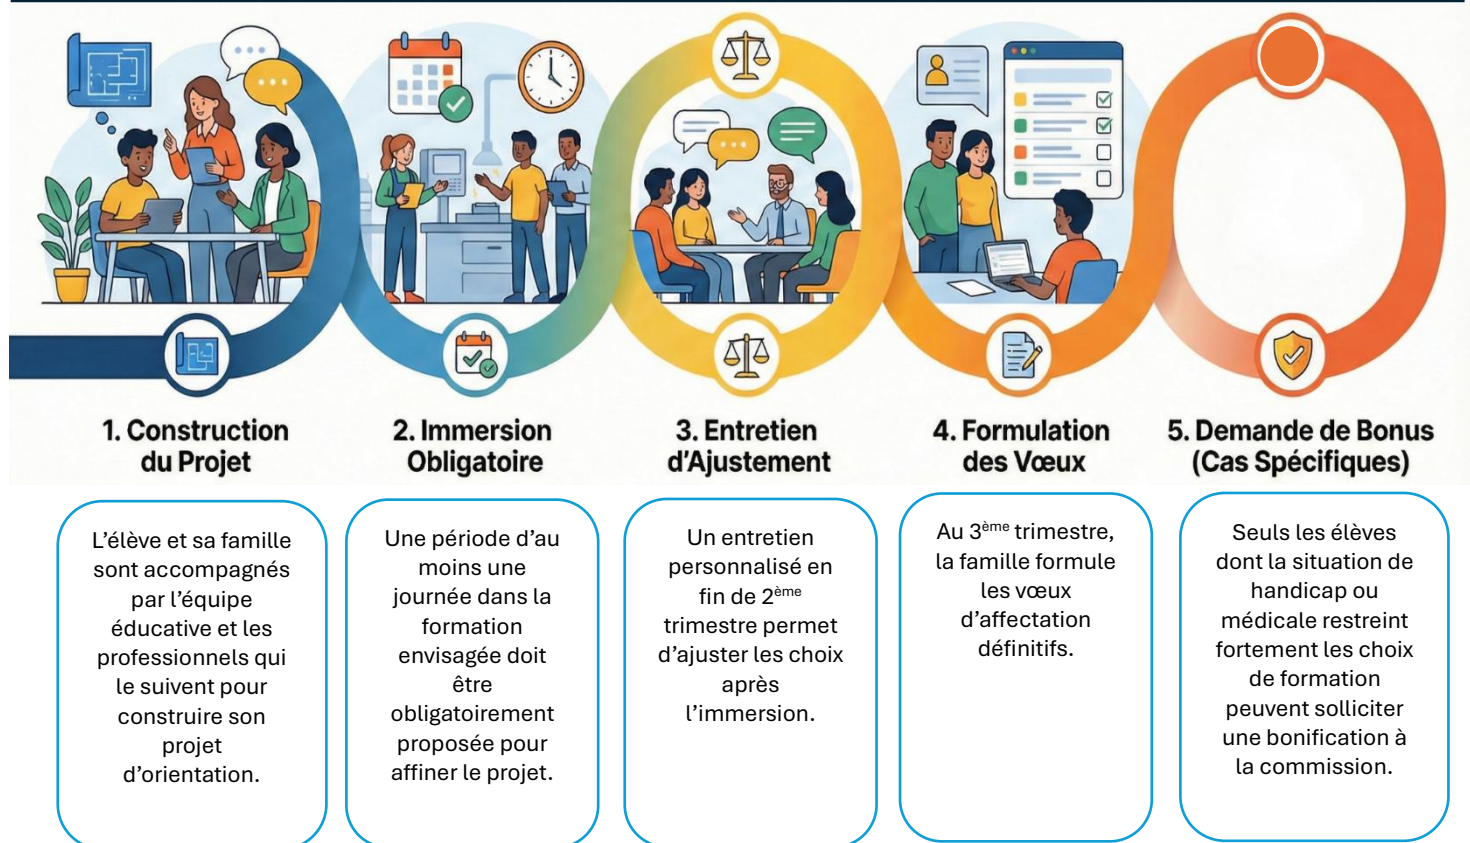 1. Construction
du Projet
2. Immersion
Obligatoire
3. Entretien
d'Ajustement
4. Formulation
des Vœux
5. Demande de Bonus
(Cas Spécifiques)
L’élève et sa famille
sont accompagnés
par l’équipe
éducative et les
professionnels qui
le suivent pour
construire son
projet
d’orientation.
Une période d’au
moins une
journée dans la
formation
envisagée doit
être
obligatoirement
proposée pour
affiner le projet.
Un entretien
personnalisé en
fin de 2ème
trimestre permet
d’ajuster les choix
après
l’immersion.
Au 3ème trimestre,
la famille formule
les vœux
d’affectation
définitifs.
Seuls les élèves
dont la situation de
handicap ou
médicale restreint
fortement les choix
de formation
peuvent solliciter
une bonification à
la commission.